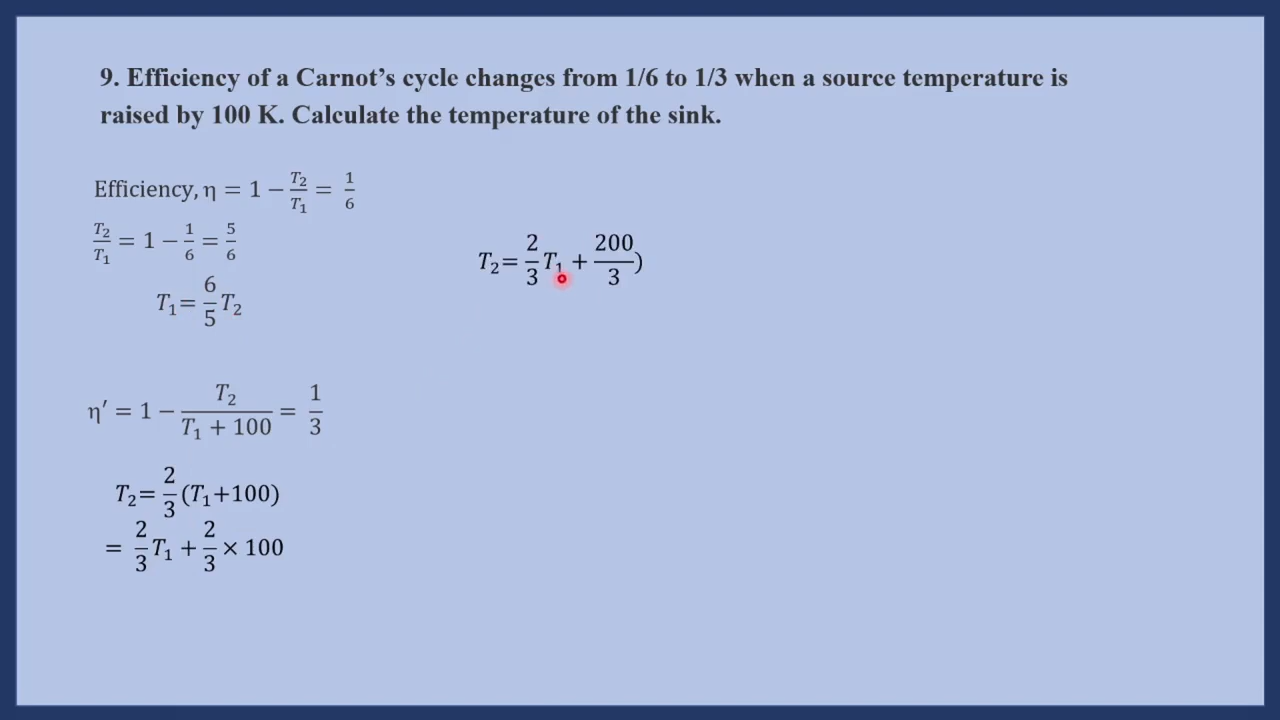 9. Efficiency of a Carnot’s cycle changes from 1/6 to 1/3 when a source temperature is
raised by 100 K. Calculate the temperature of the sink.
Efficiency, η = 1 − T₂/T₁ = 1/6
T₂/T₁ = 1 − 1/6 = 5/6
T₁= 6/5 T₂
η′ = 1 − T₂/(T₁ + 100) = 1/3
T₂= 2/3 (T₁+100)
= 2/3 T₁ + 2/3 × 100
T₂= 2/3 T₁ + 200/3)